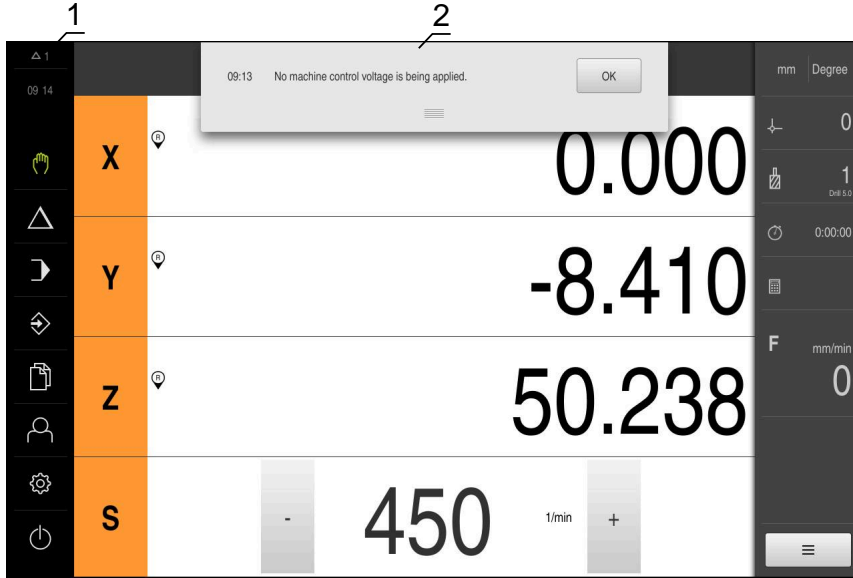 1
2
1
09 14
09:13 No machine control voltage is being applied. OK
mm Degree
X R 0.000
0
Y R -8.410
1
Drill 5.0
0:00:00
Z R 50.238
F mm/min
0
S - 450 1/min +